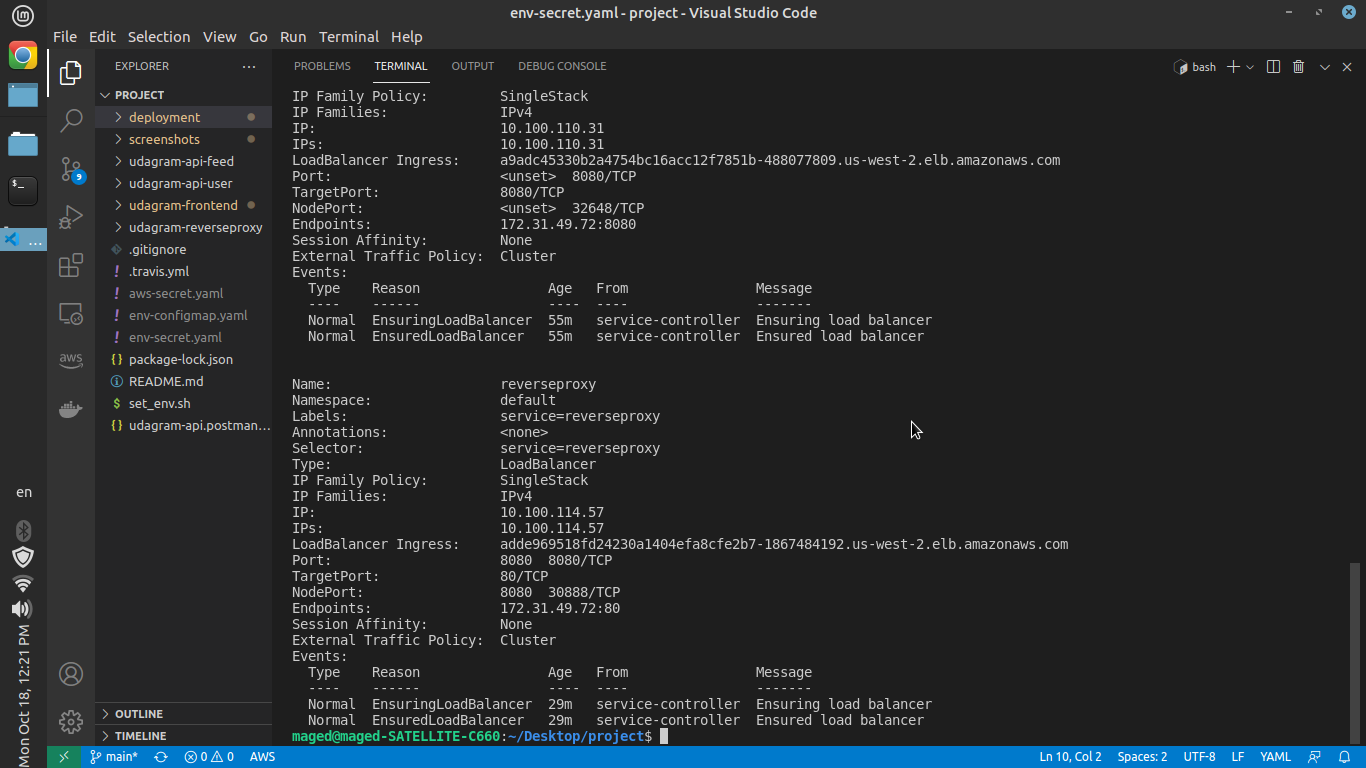 env-secret.yaml - project - Visual Studio Code
File Edit Selection View Go Run Terminal Help
EXPLORER
PROJECT
deployment
screenshots
udagram-api-feed
udagram-api-user
udagram-frontend
udagram-reverseproxy
.gitignore
! .travis.yml
! aws-secret.yaml
! env-configmap.yaml
! env-secret.yaml
{} package-lock.json
README.md
$ set_env.sh
{} udagram-api.postman...
OUTLINE
TIMELINE
9
aws
...
en
Mon Oct 18, 12:21 PM
PROBLEMS TERMINAL OUTPUT DEBUG CONSOLE
bash
IP Family Policy: SingleStack
IP Families: IPv4
IP: 10.100.110.31
IPs: 10.100.110.31
LoadBalancer Ingress: a9adc45330b2a4754bc16acc12f7851b-488077809.us-west-2.elb.amazonaws.com
Port: <unset> 8080/TCP
TargetPort: 8080/TCP
NodePort: <unset> 32648/TCP
Endpoints: 172.31.49.72:8080
Session Affinity: None
External Traffic Policy: Cluster
Events:
Type Reason Age From Message
---- ------ ---- ---- -------
Normal EnsuringLoadBalancer 55m service-controller Ensuring load balancer
Normal EnsuredLoadBalancer 55m service-controller Ensured load balancer
Name: reverseproxy
Namespace: default
Labels: service=reverseproxy
Annotations: <none>
Selector: service=reverseproxy
Type: LoadBalancer
IP Family Policy: SingleStack
IP Families: IPv4
IP: 10.100.114.57
IPs: 10.100.114.57
LoadBalancer Ingress: adde969518fd24230a1404efa8cfe2b7-1867484192.us-west-2.elb.amazonaws.com
Port: 8080 8080/TCP
TargetPort: 80/TCP
NodePort: 8080 30888/TCP
Endpoints: 172.31.49.72:80
Session Affinity: None
External Traffic Policy: Cluster
Events:
Type Reason Age From Message
---- ------ ---- ---- -------
Normal EnsuringLoadBalancer 29m service-controller Ensuring load balancer
Normal EnsuredLoadBalancer 29m service-controller Ensured load balancer
maged@maged-SATELLITE-C660:~/Desktop/project$
main* 0 0 AWS Ln 10, Col 2 Spaces: 2 UTF-8 LF YAML